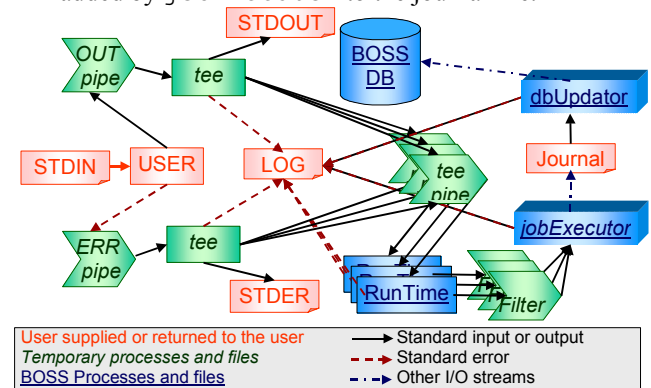 STDOUT
OUT
pipe
tee
BOSS
DB
dbUpdator
STDIN
USER
LOG
tee
pipe
Journal
ERR
pipe
tee
jobExecutor
STDER
RunTime
Filter
User supplied or returned to the user
Temporary processes and files
BOSS Processes and files
Standard input or output
Standard error
Other I/O streams